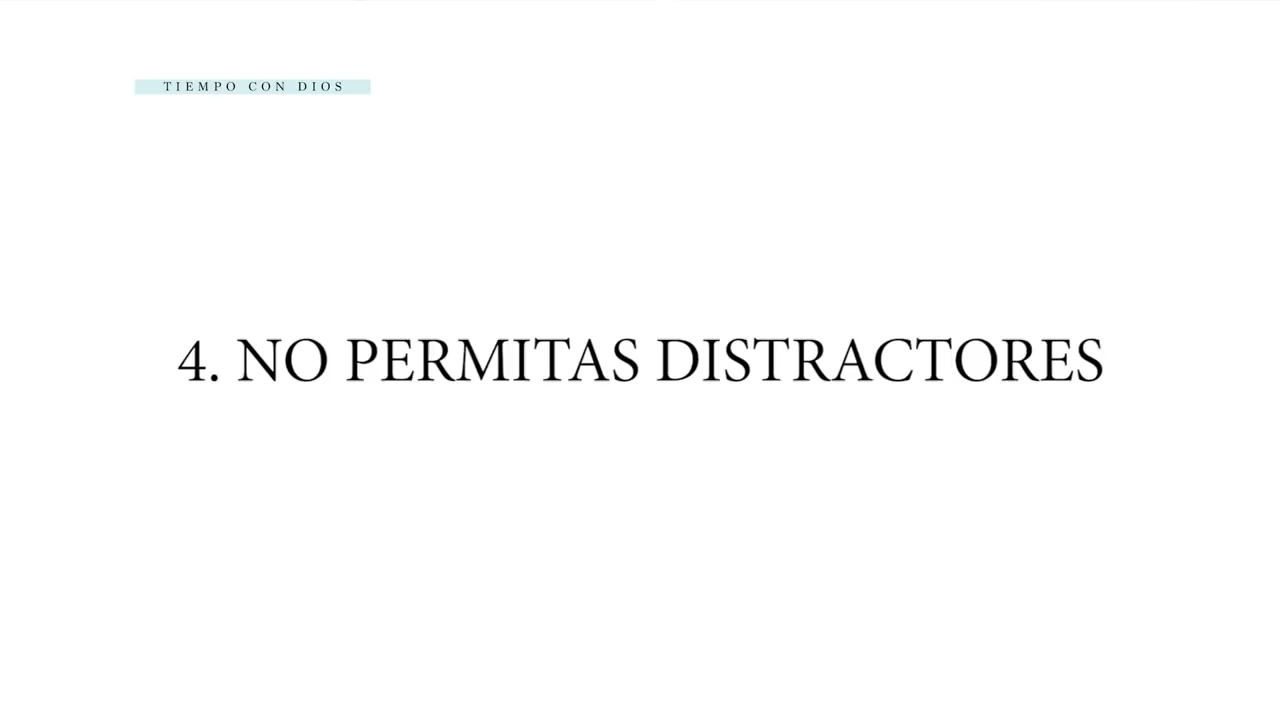 TIEMPO CON DIOS
4. NO PERMITAS DISTRACTORES